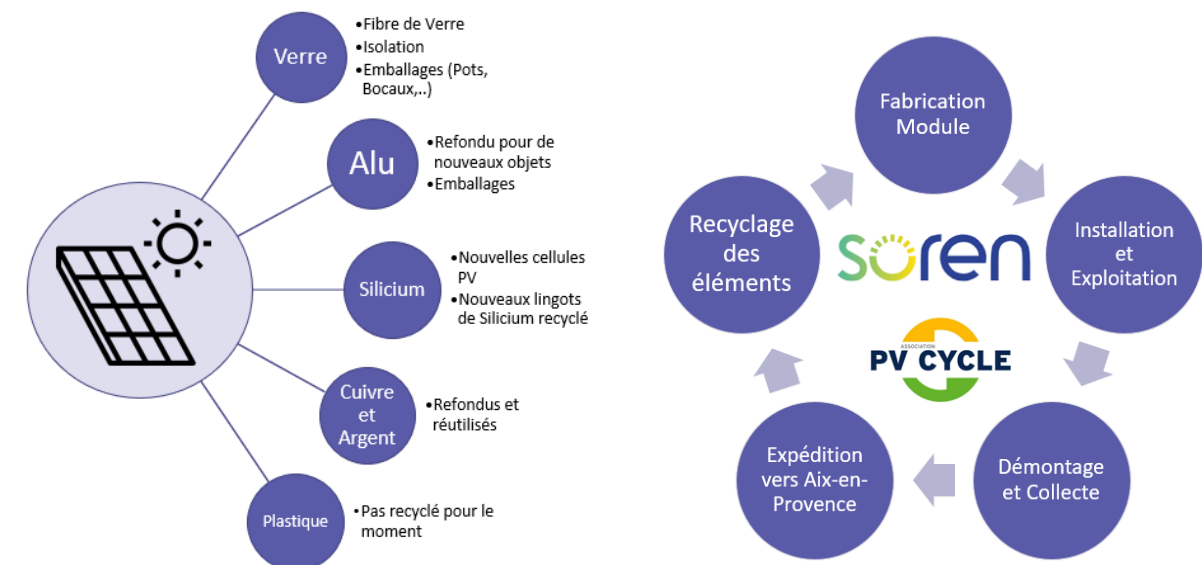 Verre
•Fibre de Verre
•Isolation
•Emballages (Pots,
Bocaux,..)
Alu
•Refondu pour de
nouveaux objets
•Emballages
Silicium
•Nouvelles cellules
PV
•Nouveaux lingots
de Silicium recyclé
Cuivre
et
Argent
•Refondus et
réutilisés
Plastique
•Pas recyclé pour le
moment
Fabrication
Module
Installation
et
Exploitation
Démontage
et Collecte
Expédition
vers Aix-en-
Provence
Recyclage
des
éléments
soren
ASSOCIATION
PV CYCLE